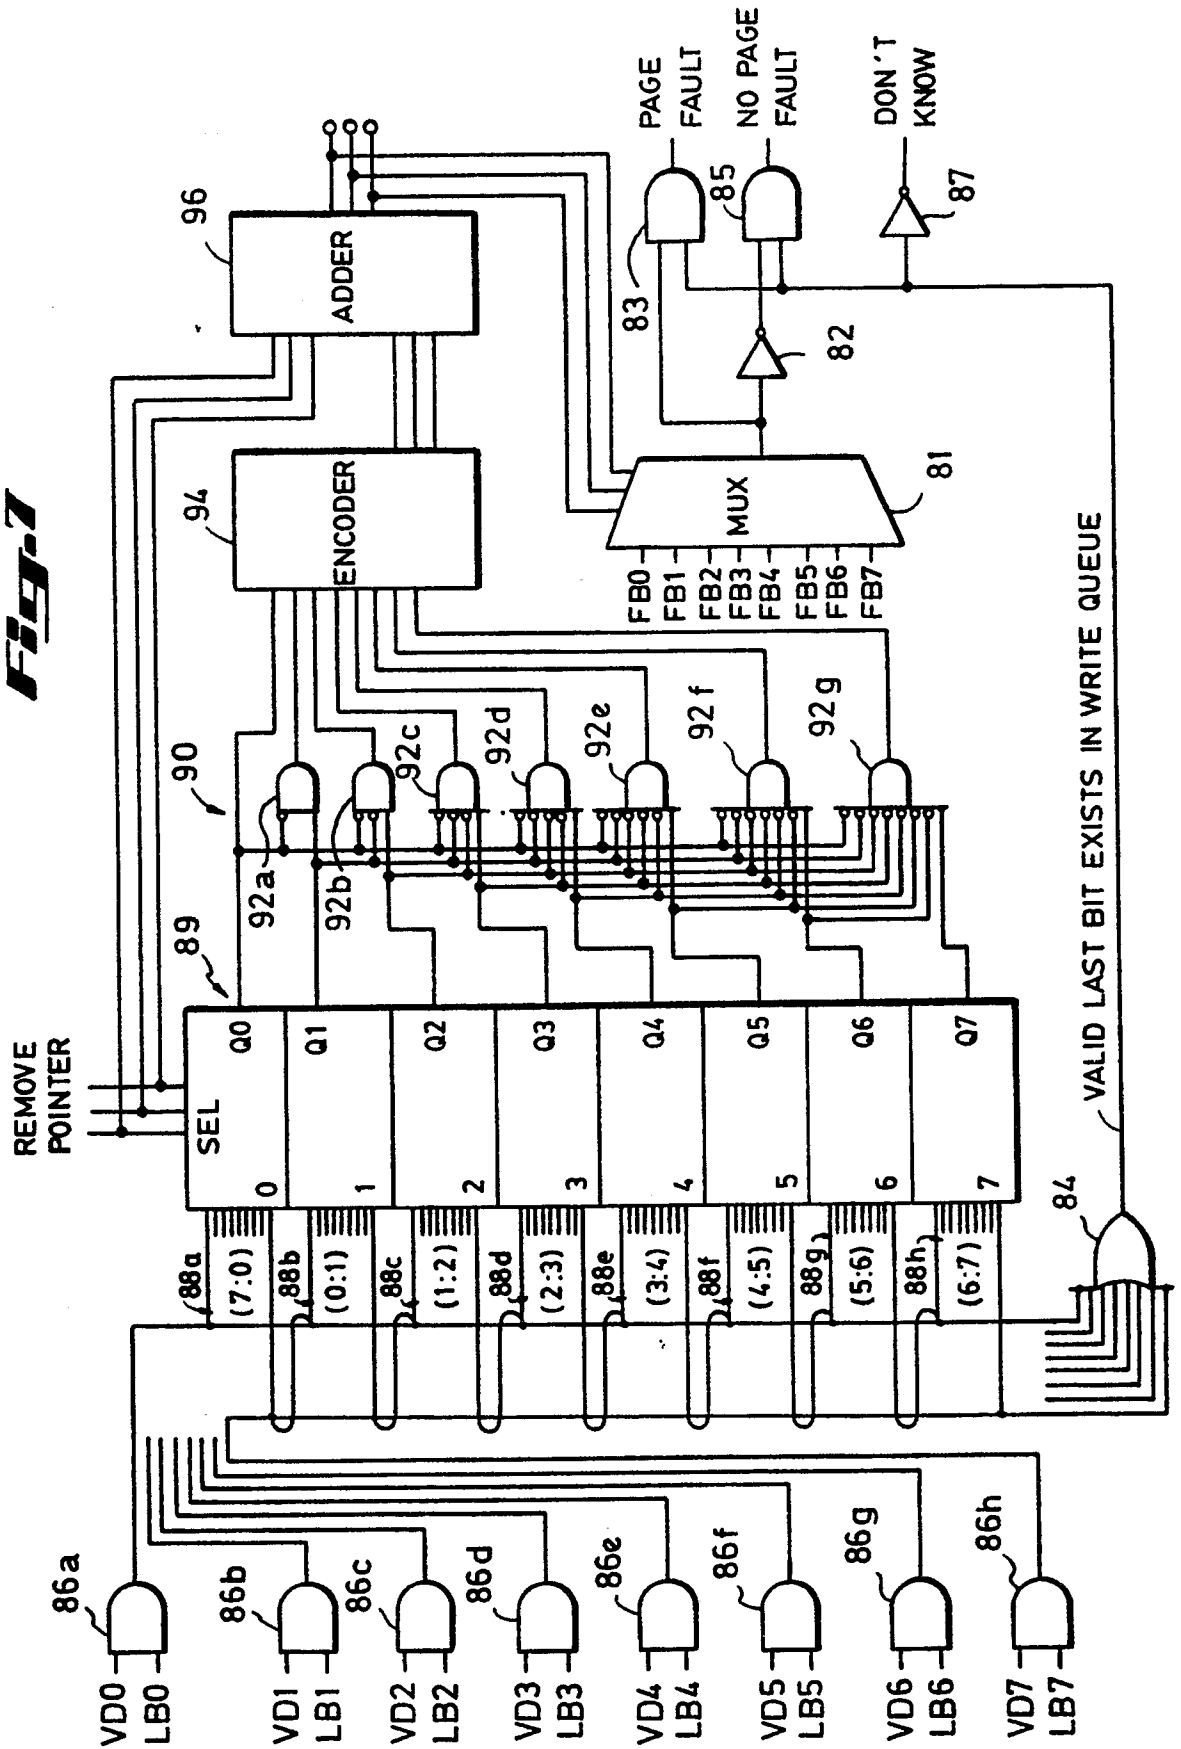 Fig.7
REMOVE
POINTER
SEL
89
90
94
ENCODER
96
ADDER
92a
92b
92c
92d
92e
92f
92g
Q0
Q1
Q2
Q3
Q4
Q5
Q6
Q7
0
1
2
3
4
5
6
7
88a
(7:0)
88b
(0:1)
88c
(1:2)
88d
(2:3)
88e
(3:4)
88f
(4:5)
88g
(5:6)
88h
(6:7)
86a
VD0
LB0
86b
VD1
LB1
86c
VD2
LB2
86d
VD3
LB3
86e
VD4
LB4
86f
VD5
LB5
86g
VD6
LB6
86h
VD7
LB7
84
VALID LAST BIT EXISTS IN WRITE QUEUE
FB0
FB1
FB2
FB3
FB4
FB5
FB6
FB7
MUX
81
82
83
85
87
PAGE
FAULT
NO PAGE
FAULT
DON'T
KNOW